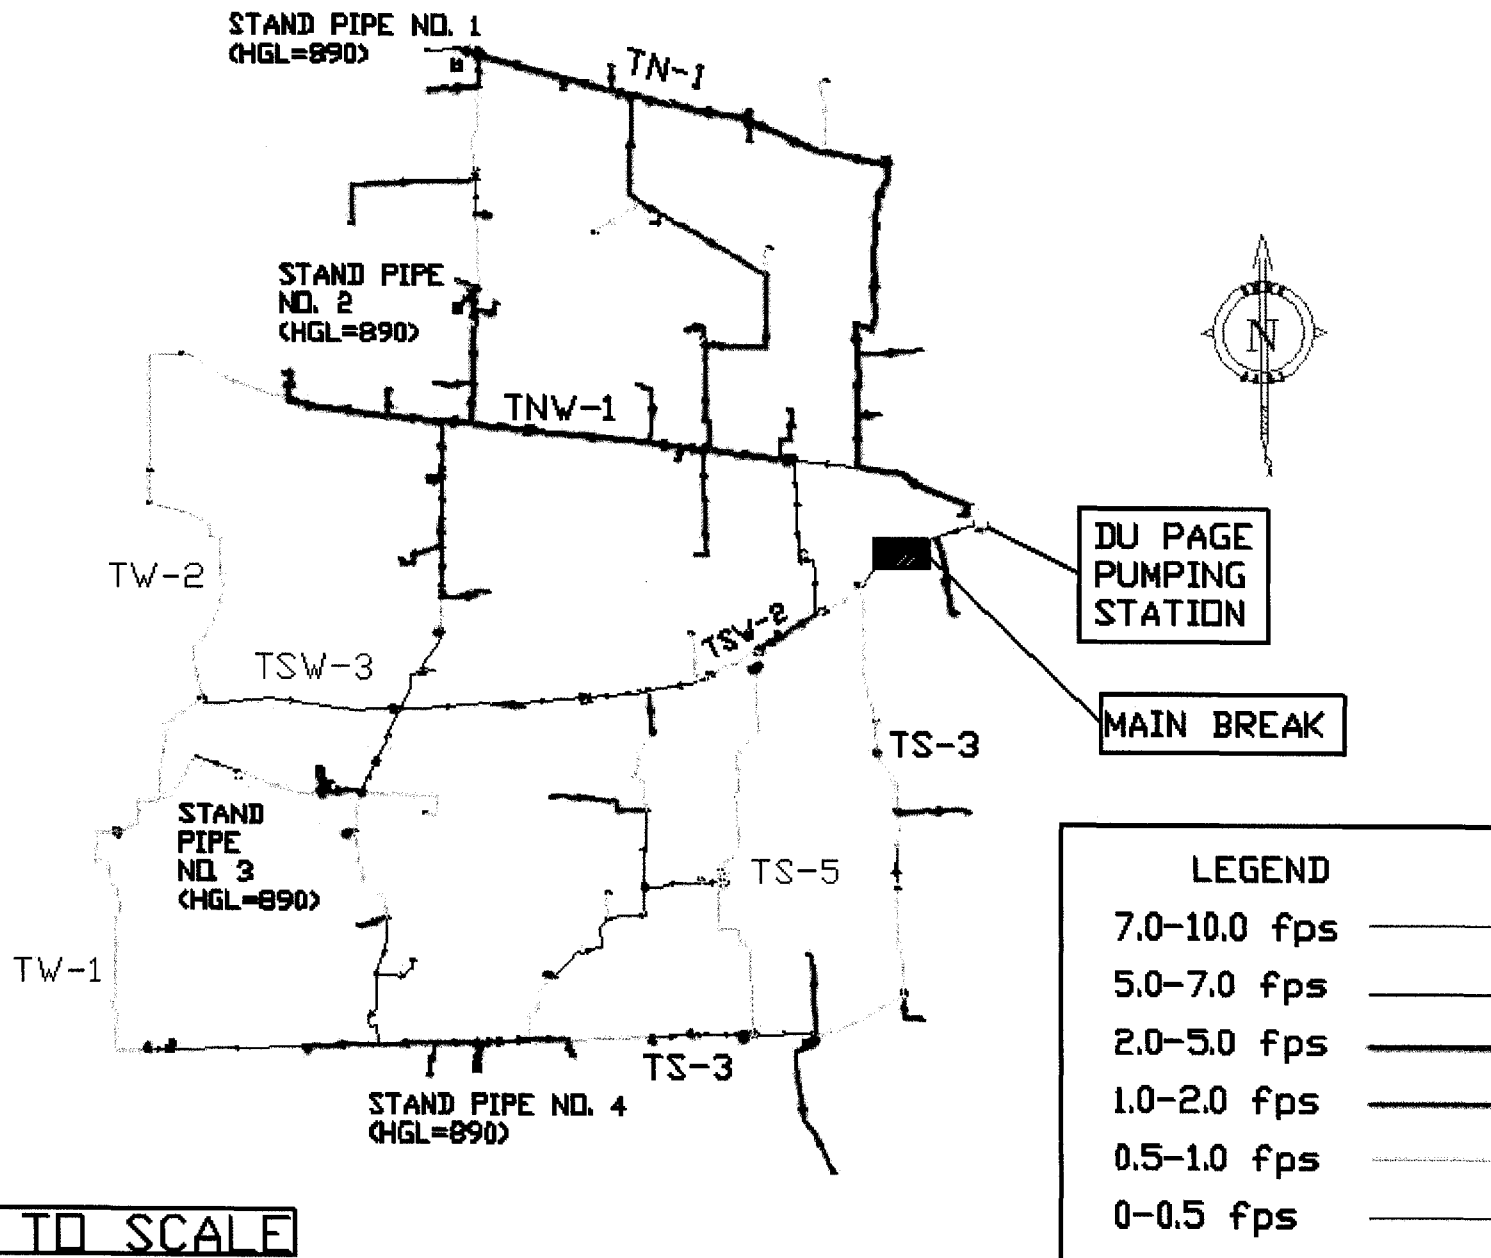 STAND PIPE NO. 1
(HGL=890)
TN-1
STAND PIPE
NO. 2
(HGL=890)
N
TNW-1
DU PAGE
PUMPING
STATION
TW-2
TSW-2
TSW-3
MAIN BREAK
TS-3
STAND
PIPE
NO. 3
(HGL=890)
TS-5
LEGEND
7.0-10.0 fps
5.0-7.0 fps
2.0-5.0 fps
1.0-2.0 fps
0.5-1.0 fps
0-0.5 fps
TW-1
TS-3
STAND PIPE NO. 4
(HGL=890)
TO SCALE